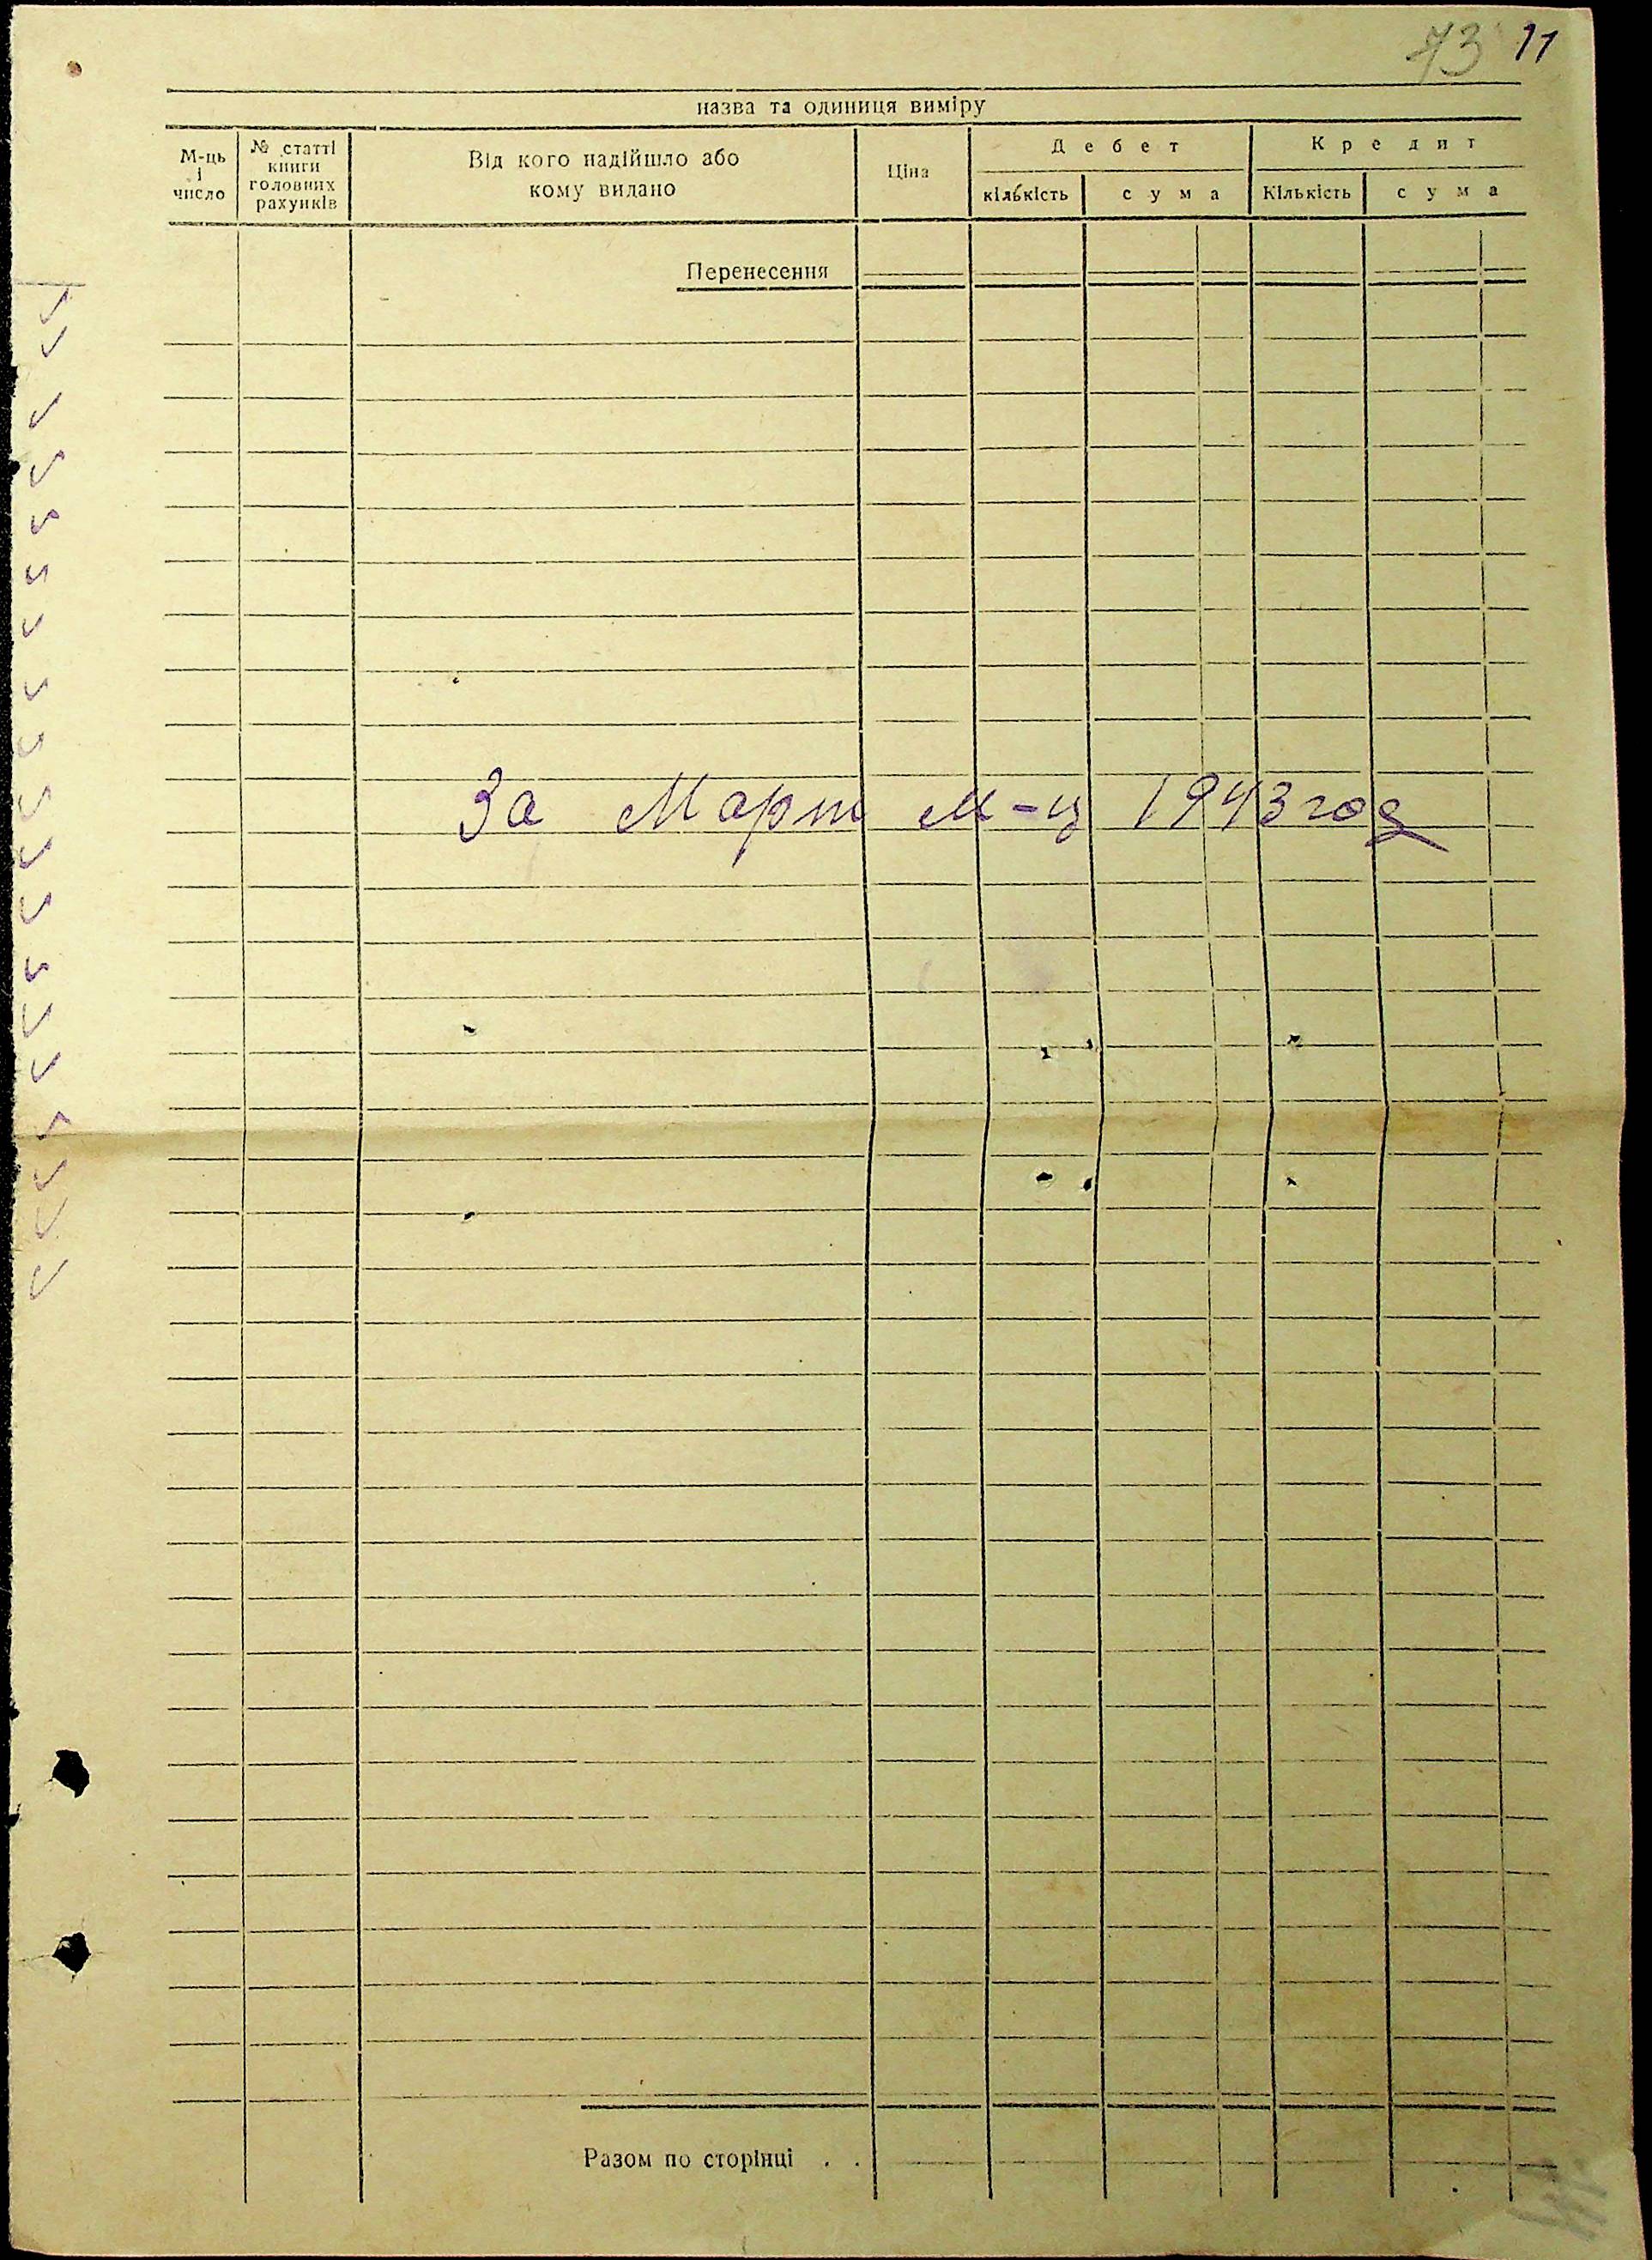 73 11
назва та одиниця виміру
М-ць і число
№ статті книги головних рахунків
Від кого надійшло або кому видано
Ціна
Дебет
Кредит
кількість
сума
Кількість
сума
Перенесення
За Март м-ц 1943 год
Разом по сторінці . .